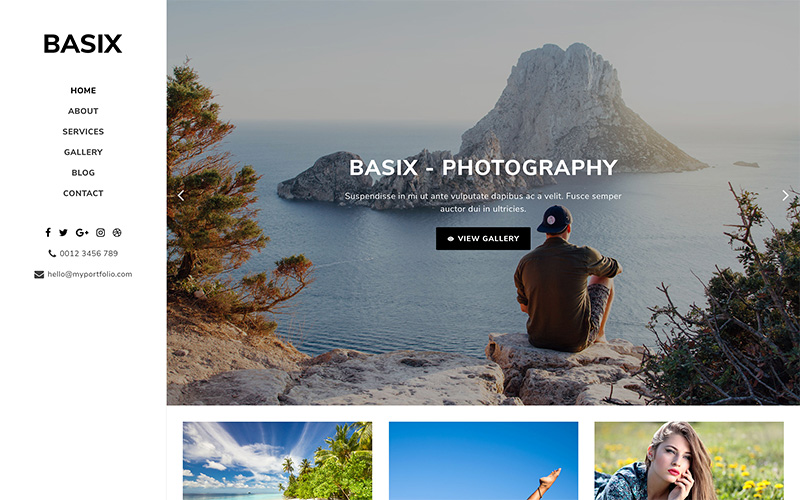 BASIX
HOME
ABOUT
SERVICES
GALLERY
BLOG
CONTACT
0012 3456 789
hello@myportfolio.com
BASIX - PHOTOGRAPHY
Suspendisse in mi ut ante vulputate dapibus ac a velit. Fusce semper
auctor dui in ultricies.
VIEW GALLERY